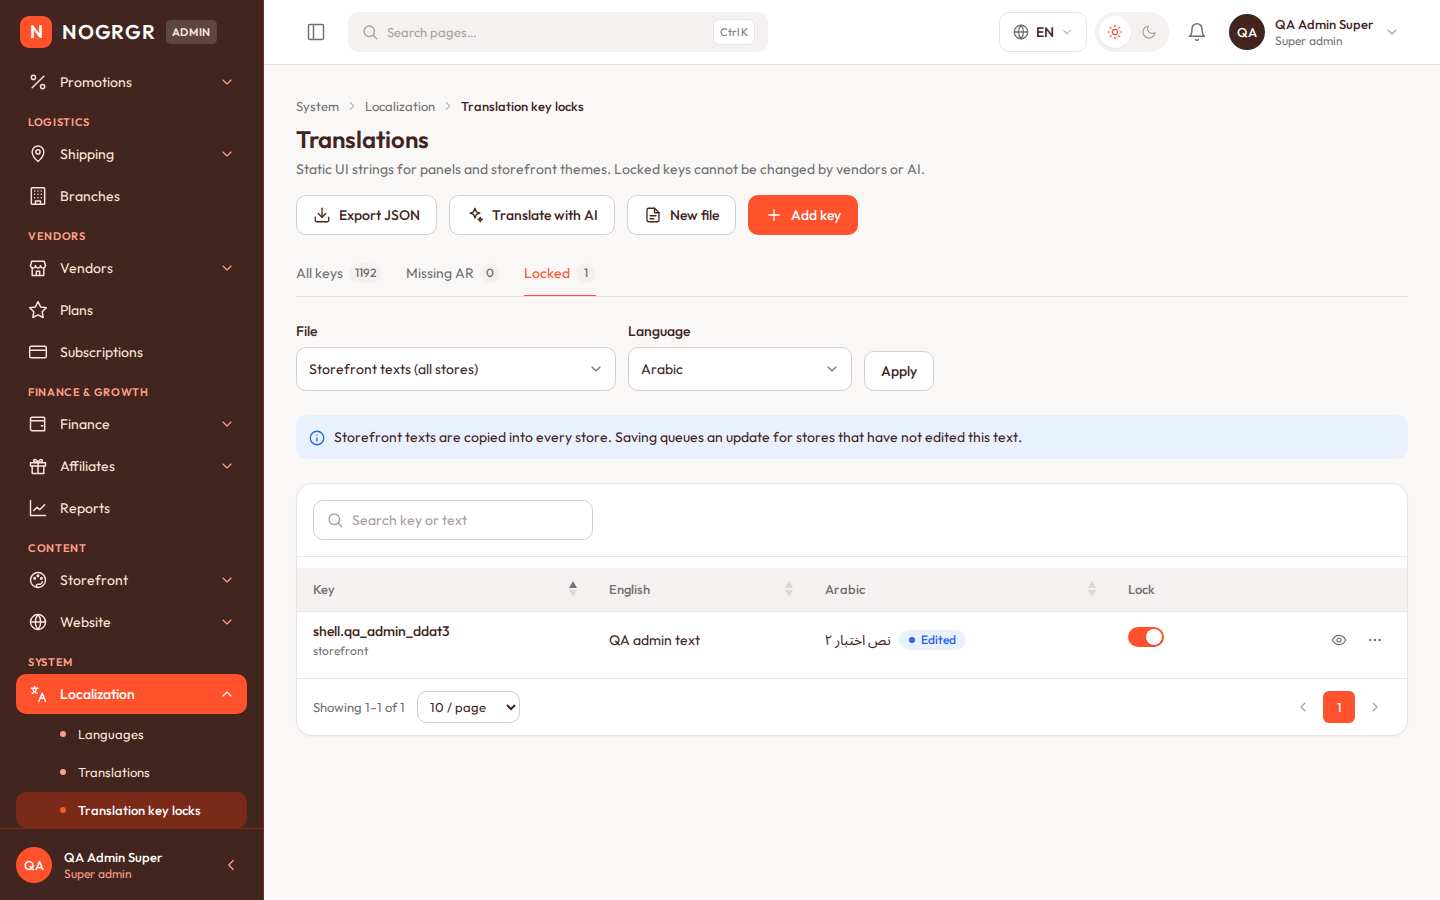 N NOGRGR ADMIN
Search pages...
Ctrl K
EN
QA
QA Admin Super
Super admin
Promotions
LOGISTICS
Shipping
Branches
VENDORS
Vendors
Plans
Subscriptions
FINANCE & GROWTH
Finance
Affiliates
Reports
CONTENT
Storefront
Website
SYSTEM
Localization
Languages
Translations
Translation key locks
QA
QA Admin Super
Super admin
System > Localization > Translation key locks
Translations
Static UI strings for panels and storefront themes. Locked keys cannot be changed by vendors or AI.
Export JSON
Translate with AI
New file
Add key
All keys 1192
Missing AR 0
Locked 1
File
Language
Storefront texts (all stores)
Arabic
Apply
Storefront texts are copied into every store. Saving queues an update for stores that have not edited this text.
Search key or text
Key English Arabic Lock
shell.qa_admin_ddat3
storefront
QA admin text
نص اختبار ٢
Edited
Showing 1–1 of 1
10 / page
1